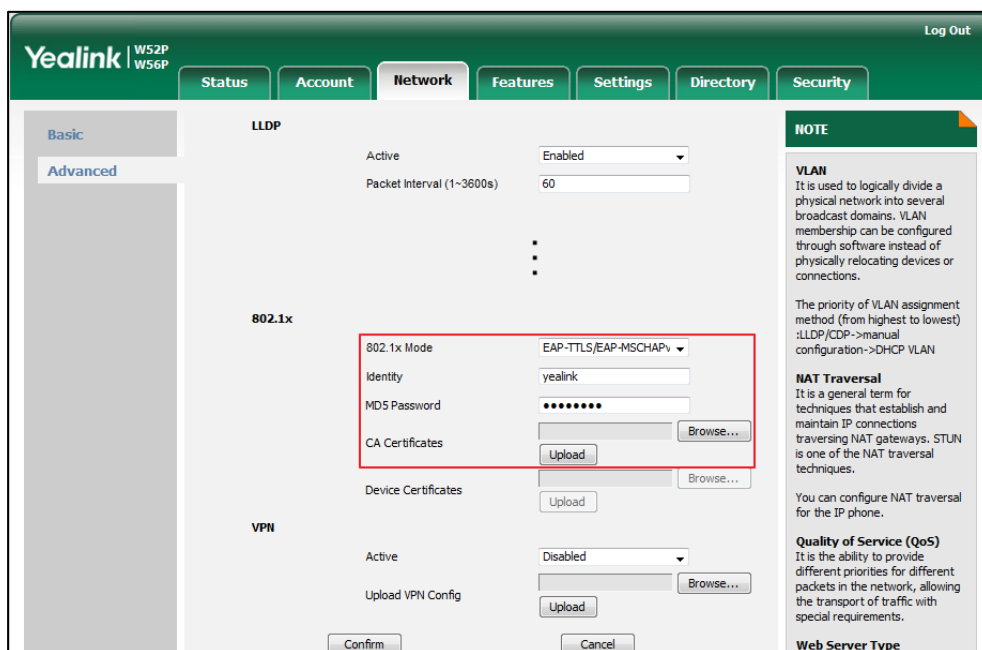 Log Out
Yealink | W52P
W56P
Status
Account
Network
Features
Settings
Directory
Security
Basic
Advanced
LLDP
Active
Enabled
Packet Interval (1~3600s)
60
802.1x
802.1x Mode
EAP-TTLS/EAP-MSCHAPv
Identity
yealink
MD5 Password
••••••••
CA Certificates
Browse...
Upload
Device Certificates
Browse...
Upload
VPN
Active
Disabled
Upload VPN Config
Browse...
Upload
Confirm
Cancel
NOTE
VLAN
It is used to logically divide a
physical network into several
broadcast domains. VLAN
membership can be configured
through software instead of
physically relocating devices or
connections.
The priority of VLAN assignment
method (from highest to lowest)
:LLDP/CDP->manual
configuration->DHCP VLAN
NAT Traversal
It is a general term for
techniques that establish and
maintain IP connections
traversing NAT gateways. STUN
is one of the NAT traversal
techniques.
You can configure NAT traversal
for the IP phone.
Quality of Service (QoS)
It is the ability to provide
different priorities for different
packets in the network, allowing
the transport of traffic with
special requirements.
Web Server Type